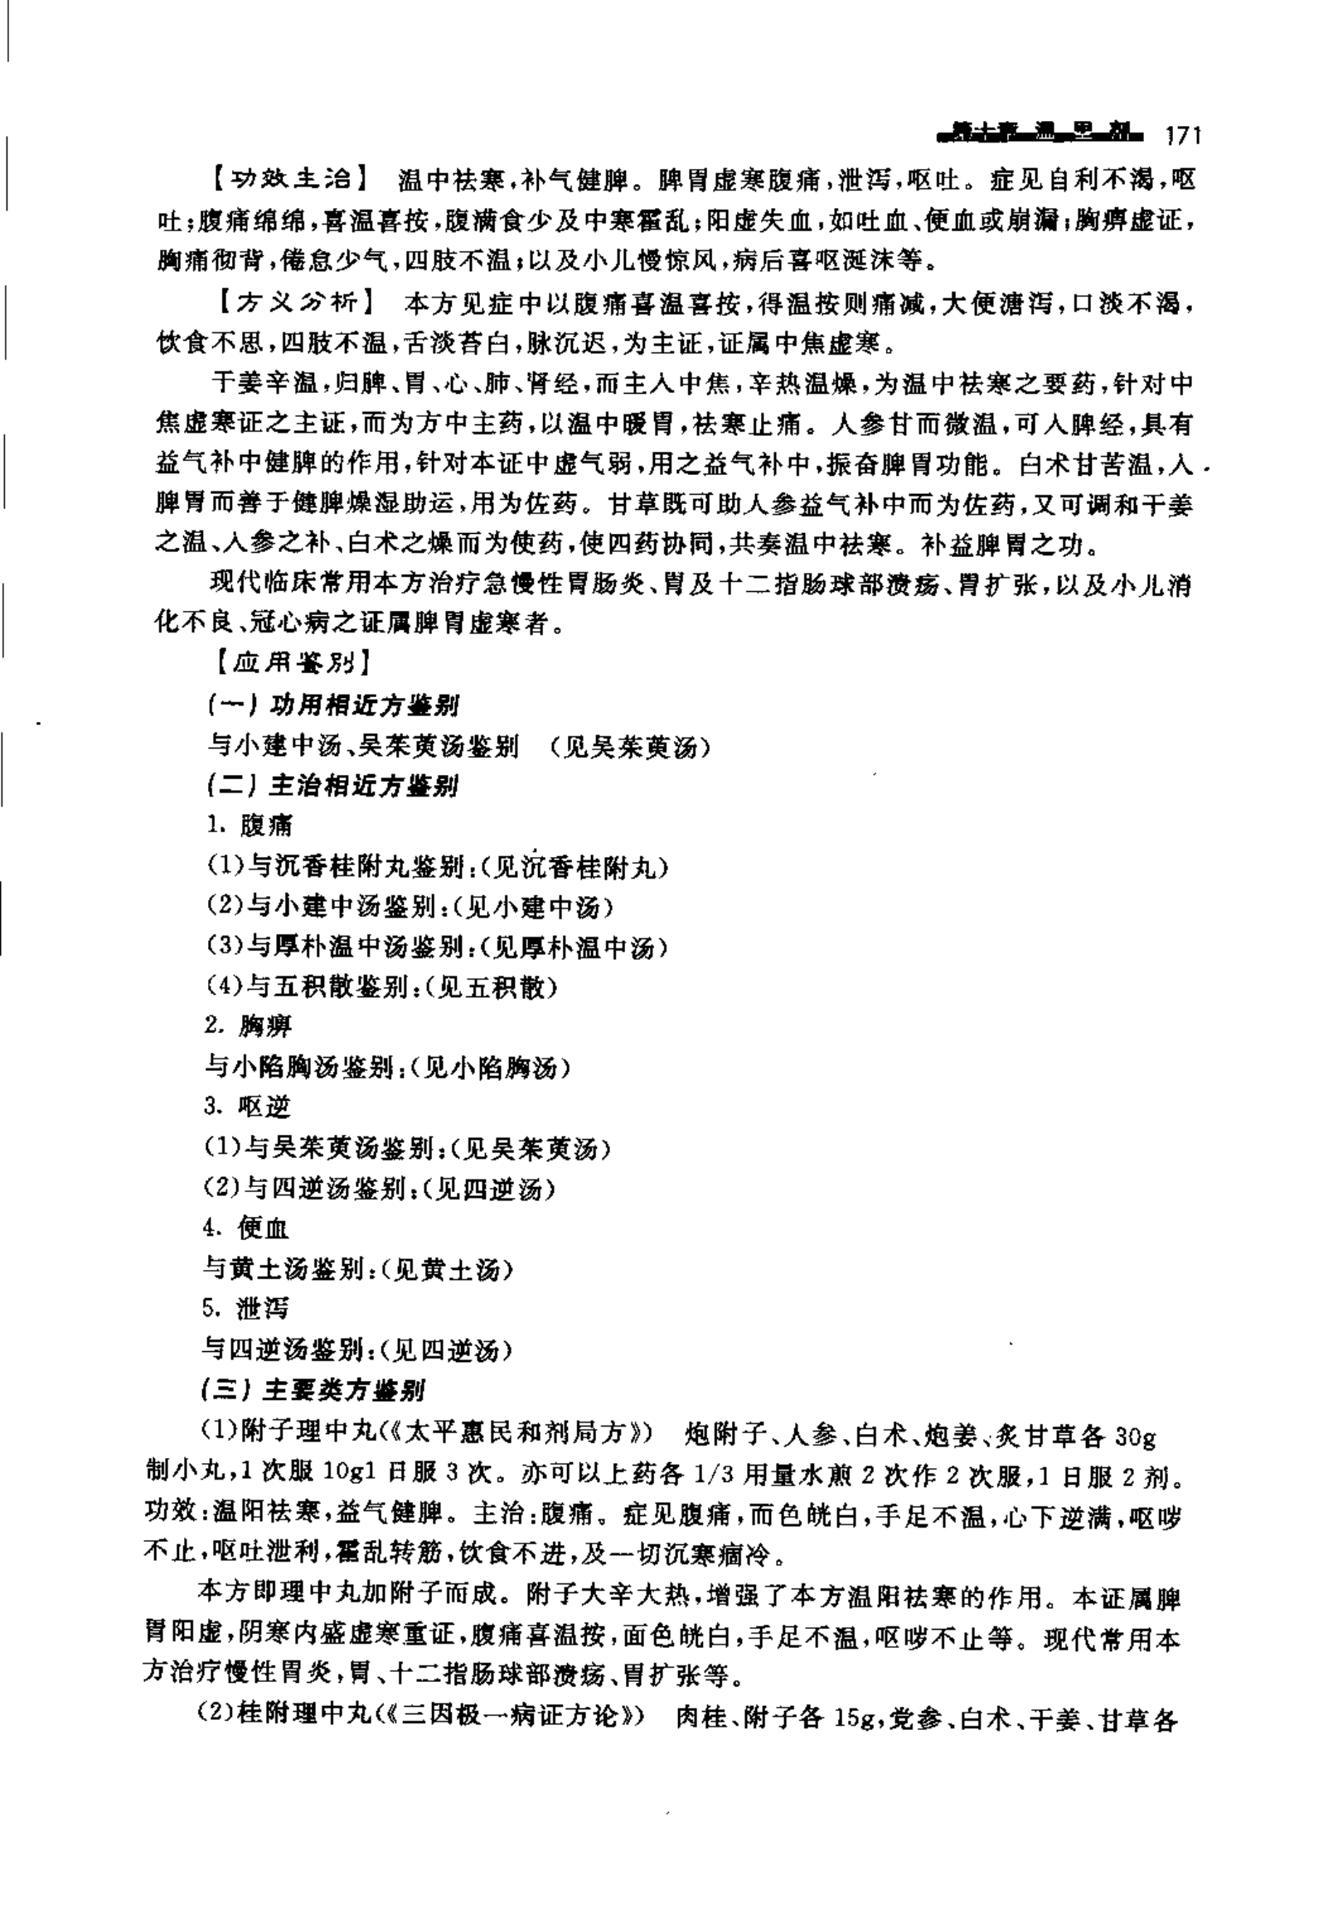 第十章 温里剂 171
【功效主治】 温中祛寒,补气健脾。脾胃虚寒腹痛,泄泻,呕吐。症见自利不渴,呕
吐;腹痛绵绵,喜温喜按,腹满食少及中寒霍乱;阳虚失血,如吐血、便血或崩漏;胸痹虚证,
胸痛彻背,倦怠少气,四肢不温;以及小儿慢惊风,病后喜呕涎沫等。
【方义分析】 本方见症中以腹痛喜温喜按,得温按则痛减,大便溏泻,口淡不渴,
饮食不思,四肢不温,舌淡苔白,脉沉迟,为主证,证属中焦虚寒。
干姜辛温,归脾、胃、心、肺、肾经,而主入中焦,辛热温燥,为温中祛寒之要药,针对中
焦虚寒证之主证,而为方中主药,以温中暖胃,祛寒止痛。人参甘而微温,可入脾经,具有
益气补中健脾的作用,针对本证中虚气弱,用之益气补中,振奋脾胃功能。白术甘苦温,入
脾胃而善于健脾燥湿助运,用为佐药。甘草既可助人参益气补中而为佐药,又可调和干姜
之温、人参之补、白术之燥而为使药,使四药协同,共奏温中祛寒。补益脾胃之功。
现代临床常用本方治疗急慢性胃肠炎、胃及十二指肠球部溃疡、胃扩张,以及小儿消
化不良、冠心病之证属脾胃虚寒者。
【应用鉴别】
(一)功用相近方鉴别
与小建中汤、吴茱萸汤鉴别 (见吴茱萸汤)
(二)主治相近方鉴别
1. 腹痛
(1)与沉香桂附丸鉴别:(见沉香桂附丸)
(2)与小建中汤鉴别:(见小建中汤)
(3)与厚朴温中汤鉴别:(见厚朴温中汤)
(4)与五积散鉴别:(见五积散)
2. 胸痹
与小陷胸汤鉴别:(见小陷胸汤)
3. 呕逆
(1)与吴茱萸汤鉴别:(见吴茱萸汤)
(2)与四逆汤鉴别:(见四逆汤)
4. 便血
与黄土汤鉴别:(见黄土汤)
5. 泄泻
与四逆汤鉴别:(见四逆汤)
(三)主要类方鉴别
(1)附子理中丸(《太平惠民和剂局方》) 炮附子、人参、白术、炮姜、炙甘草各 30g
制小丸,1 次服 10g1 日服 3 次。亦可以上药各 1/3 用量水煎 2 次作 2 次服,1 日服 2 剂。
功效:温阳祛寒,益气健脾。主治:腹痛。症见腹痛,而色㿠白,手足不温,心下逆满,呕哕
不止,呕吐泄利,霍乱转筋,饮食不进,及一切沉寒痼冷。
本方即理中丸加附子而成。附子大辛大热,增强了本方温阳祛寒的作用。本证属脾
胃阳虚,阴寒内盛虚寒重证,腹痛喜温按,面色㿠白,手足不温,呕哕不止等。现代常用本
方治疗慢性胃炎,胃、十二指肠球部溃疡、胃扩张等。
(2)桂附理中丸(《三因极一病证方论》) 肉桂、附子各 15g,党参、白术、干姜、甘草各